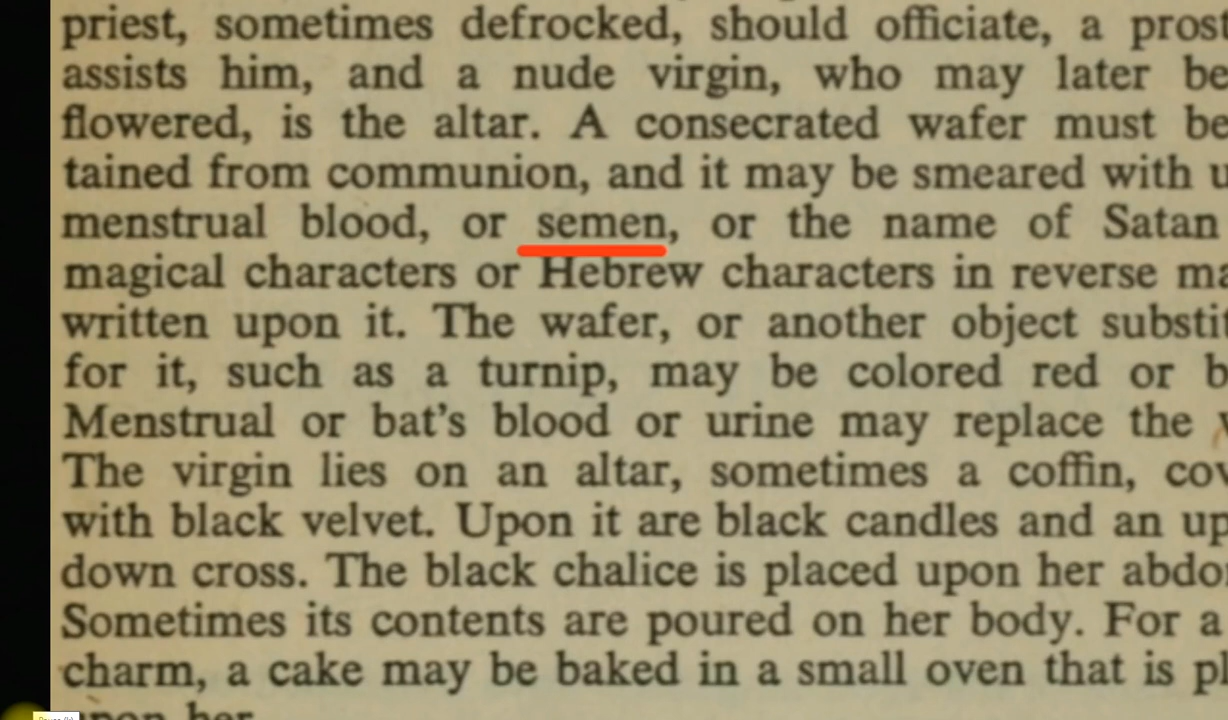 priest, sometimes defrocked, should officiate, a
assists him, and a nude virgin, who may later be
flowered, is the altar. A consecrated wafer must
tained from communion, and it may be smeared with
menstrual blood, or semen, or the name of Satan
magical characters or Hebrew characters in reverse
written upon it. The wafer, or another object
for it, such as a turnip, may be colored red or
Menstrual or bat's blood or urine may replace the
The virgin lies on an altar, sometimes a coffin,
with black velvet. Upon it are black candles and an
down cross. The black chalice is placed upon her
Sometimes its contents are poured on her body. For a
charm, a cake may be baked in a small oven that is
upon her